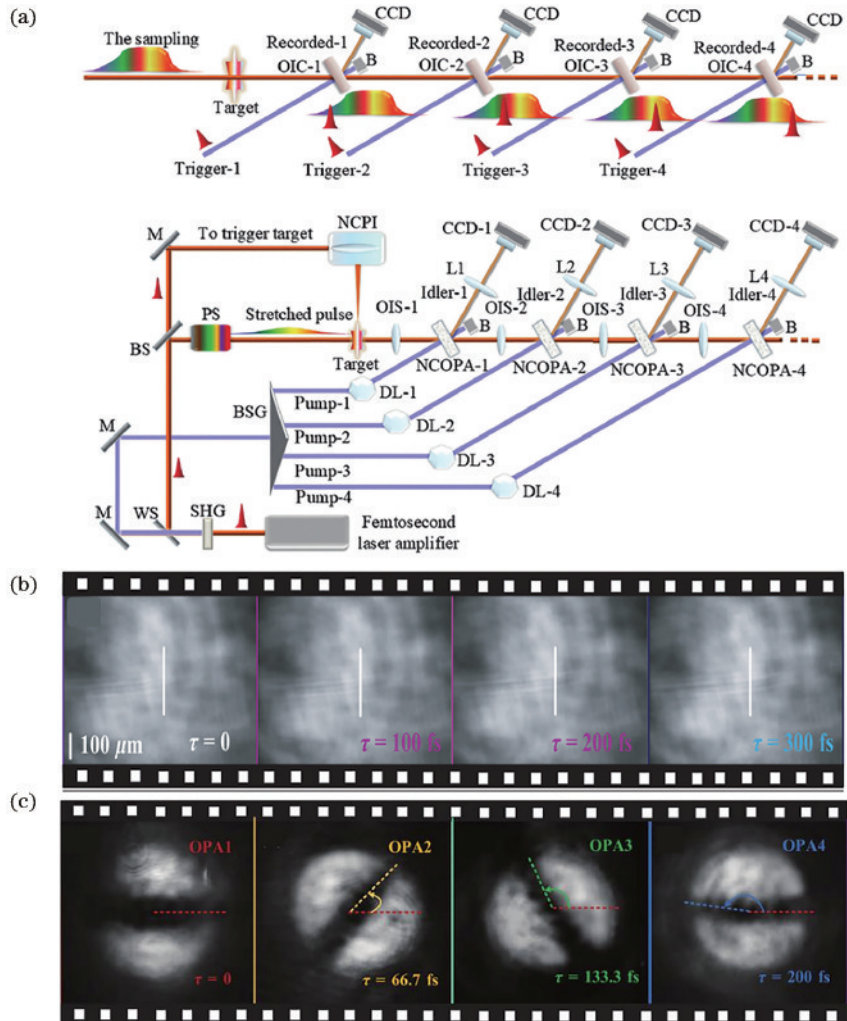 (a)
CCD CCD CCD CCD
The sampling
Recorded-1 Recorded-2 Recorded-3 Recorded-4
OIC-1 B OIC-2 B OIC-3 B OIC-4 B
Target
Trigger-1 Trigger-2 Trigger-3 Trigger-4
NCPI
CCD-1 CCD-2 CCD-3 CCD-4
M To trigger target
L1 L2 L3 L4
Idler-1 Idler-2 Idler-3 Idler-4
PS Stretched pulse OIS-1 OIS-2 OIS-3 OIS-4
B B B B
BS
Target NCOPA-1 NCOPA-2 NCOPA-3 NCOPA-4
BSG Pump-1 DL-1
M Pump-2 DL-2
Pump-3 DL-3
Pump-4 DL-4
M WS SHG
Femtosecond
laser amplifier
(b)
100 μm τ = 0 τ = 100 fs τ = 200 fs τ = 300 fs
(c)
OPA1 OPA2 OPA3 OPA4
τ = 0 τ = 66.7 fs τ = 133.3 fs τ = 200 fs